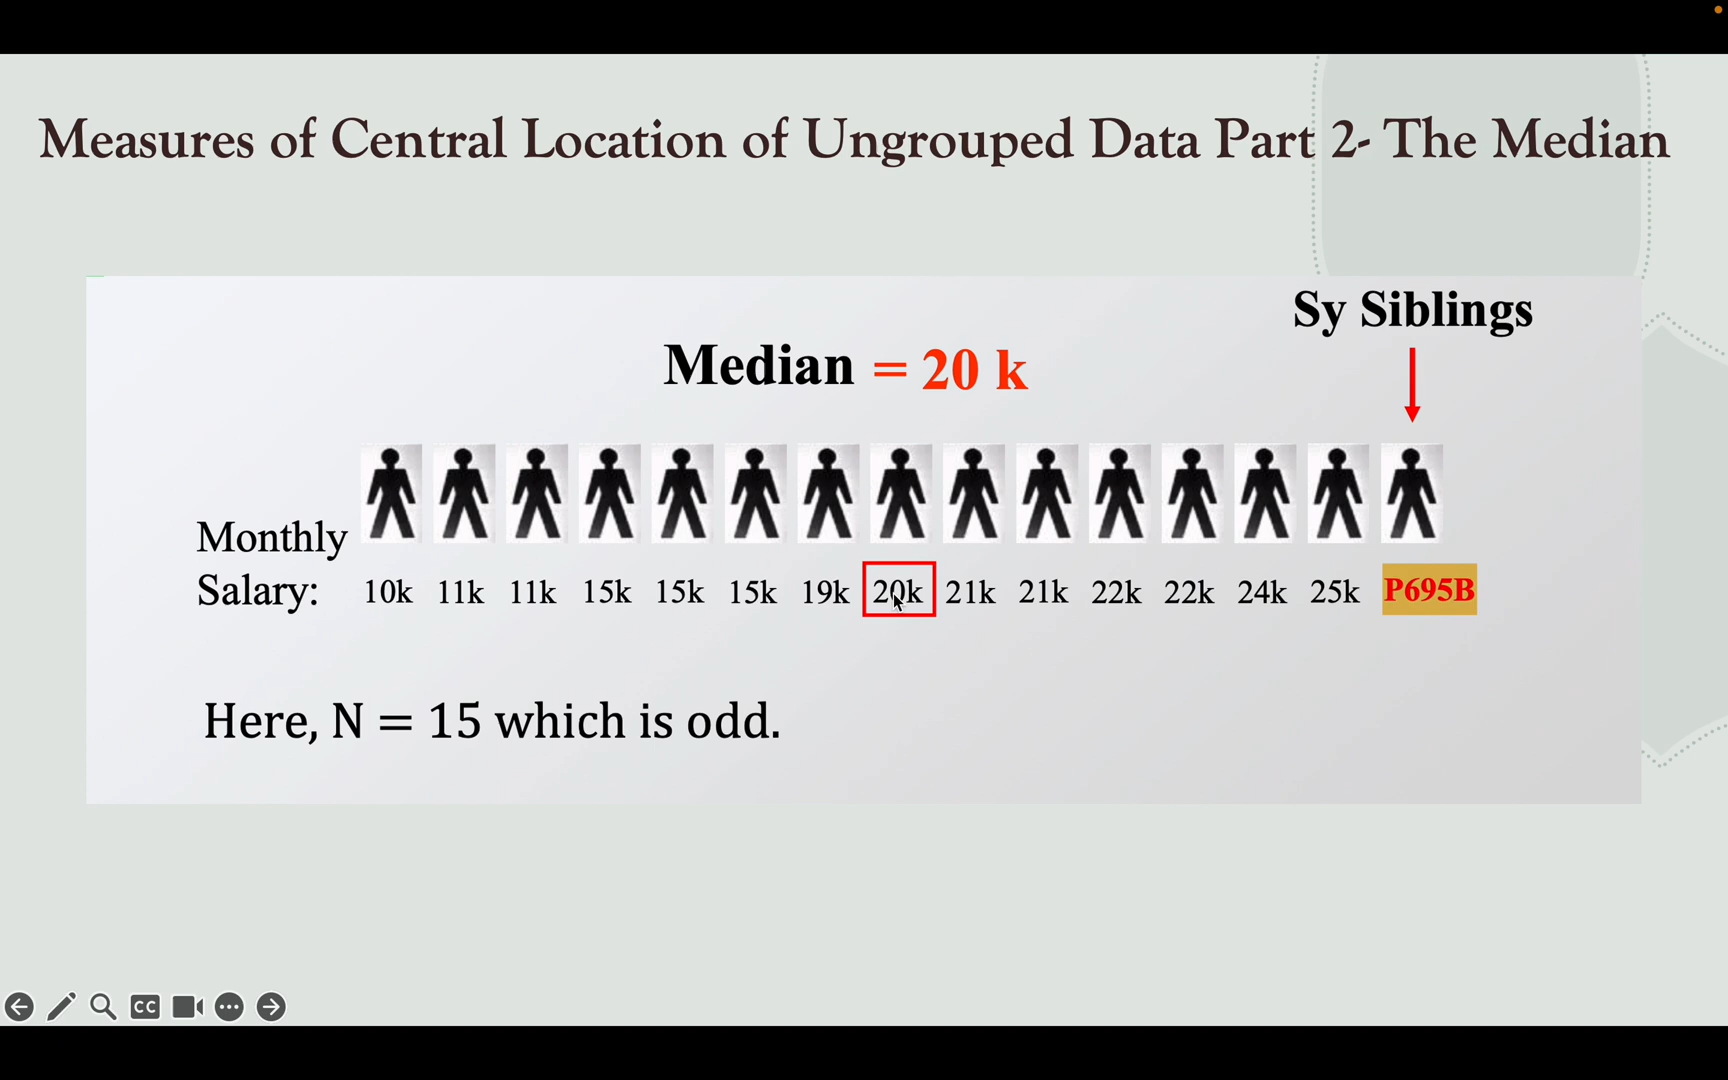 Measures of Central Location of Ungrouped Data Part 2- The Median
Sy Siblings
Median = 20 k
Monthly
Salary: 10k 11k 11k 15k 15k 15k 19k 20k 21k 21k 22k 22k 24k 25k P695B
Here, N = 15 which is odd.
CC